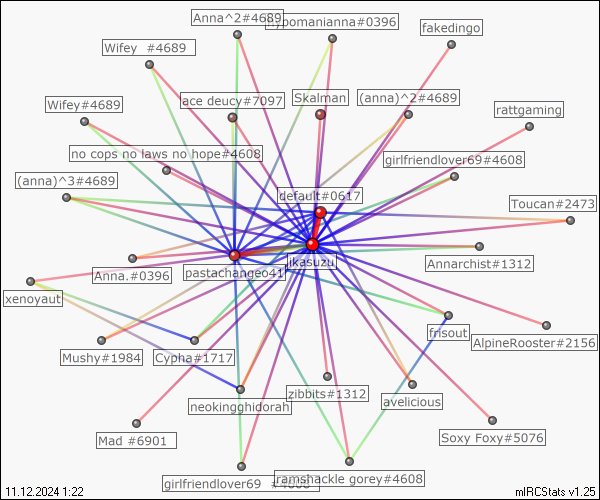 Anna^2#4689
hypomanianna#0396
fakedingo
Wifey  #4689
ace deucy#7097
Skalman
(anna)^2#4689
Wifey#4689
rattgaming
no cops no laws no hope#4608
girlfriendlover69#4608
(anna)^3#4689
default#0617
Toucan#2473
Anna.#0396
pastachangeo41
jkasuzu
Annarchist#1312
xenoyaut
frisout
Mushy#1984
Cypha#1717
AlpineRooster#2156
neokingghidorah
zibbits#1312
avelicious
Mad #6901
Soxy Foxy#5076
girlfriendlover69 #4608
ramshackle gorey#4608
11.12.2024 1:22
mIRCStats v1.25